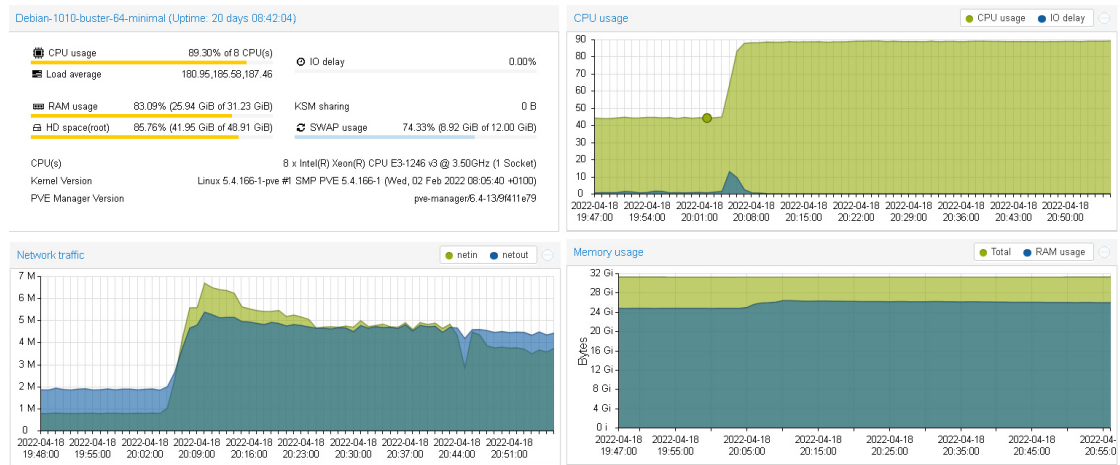 Debian-1010-buster-64-minimal (Uptime: 20 days 08:42:04)
CPU usage 89.30% of 8 CPU(s)
IO delay 0.00%
Load average 180.95,185.58,187.46
RAM usage 83.09% (25.94 GiB of 31.23 GiB)
KSM sharing 0 B
HD space(root) 85.76% (41.95 GiB of 48.91 GiB)
SWAP usage 74.33% (8.92 GiB of 12.00 GiB)
CPU(s) 8 x Intel(R) Xeon(R) CPU E3-1246 v3 @ 3.50GHz (1 Socket)
Kernel Version Linux 5.4.166-1-pve #1 SMP PVE 5.4.166-1 (Wed, 02 Feb 2022 08:05:40 +0100)
PVE Manager Version pve-manager/6.4-13/9f411e79
CPU usage
CPU usage IO delay
90
80
70
60
50
40
30
20
10
0
2022-04-18 2022-04-18 2022-04-18 2022-04-18 2022-04-18 2022-04-18 2022-04-18 2022-04-18 2022-04-18 2022-04-18
19:47:00 19:54:00 20:01:00 20:08:00 20:15:00 20:22:00 20:29:00 20:36:00 20:43:00 20:50:00
Network traffic
netin netout
7 M
6 M
5 M
4 M
3 M
2 M
1 M
0
2022-04-18 2022-04-18 2022-04-18 2022-04-18 2022-04-18 2022-04-18 2022-04-18 2022-04-18 2022-04-18 2022-04-18
19:48:00 19:55:00 20:02:00 20:09:00 20:16:00 20:23:00 20:30:00 20:37:00 20:44:00 20:51:00
Memory usage
Total RAM usage
Bytes
32 Gi
28 Gi
24 Gi
20 Gi
16 Gi
12 Gi
8 Gi
4 Gi
0 i
2022-04-18 2022-04-18 2022-04-18 2022-04-18 2022-04-18 2022-04-18 2022-04-18 2022-04-
19:47:00 19:55:00 20:05:00 20:15:00 20:25:00 20:35:00 20:45:00 20:55: